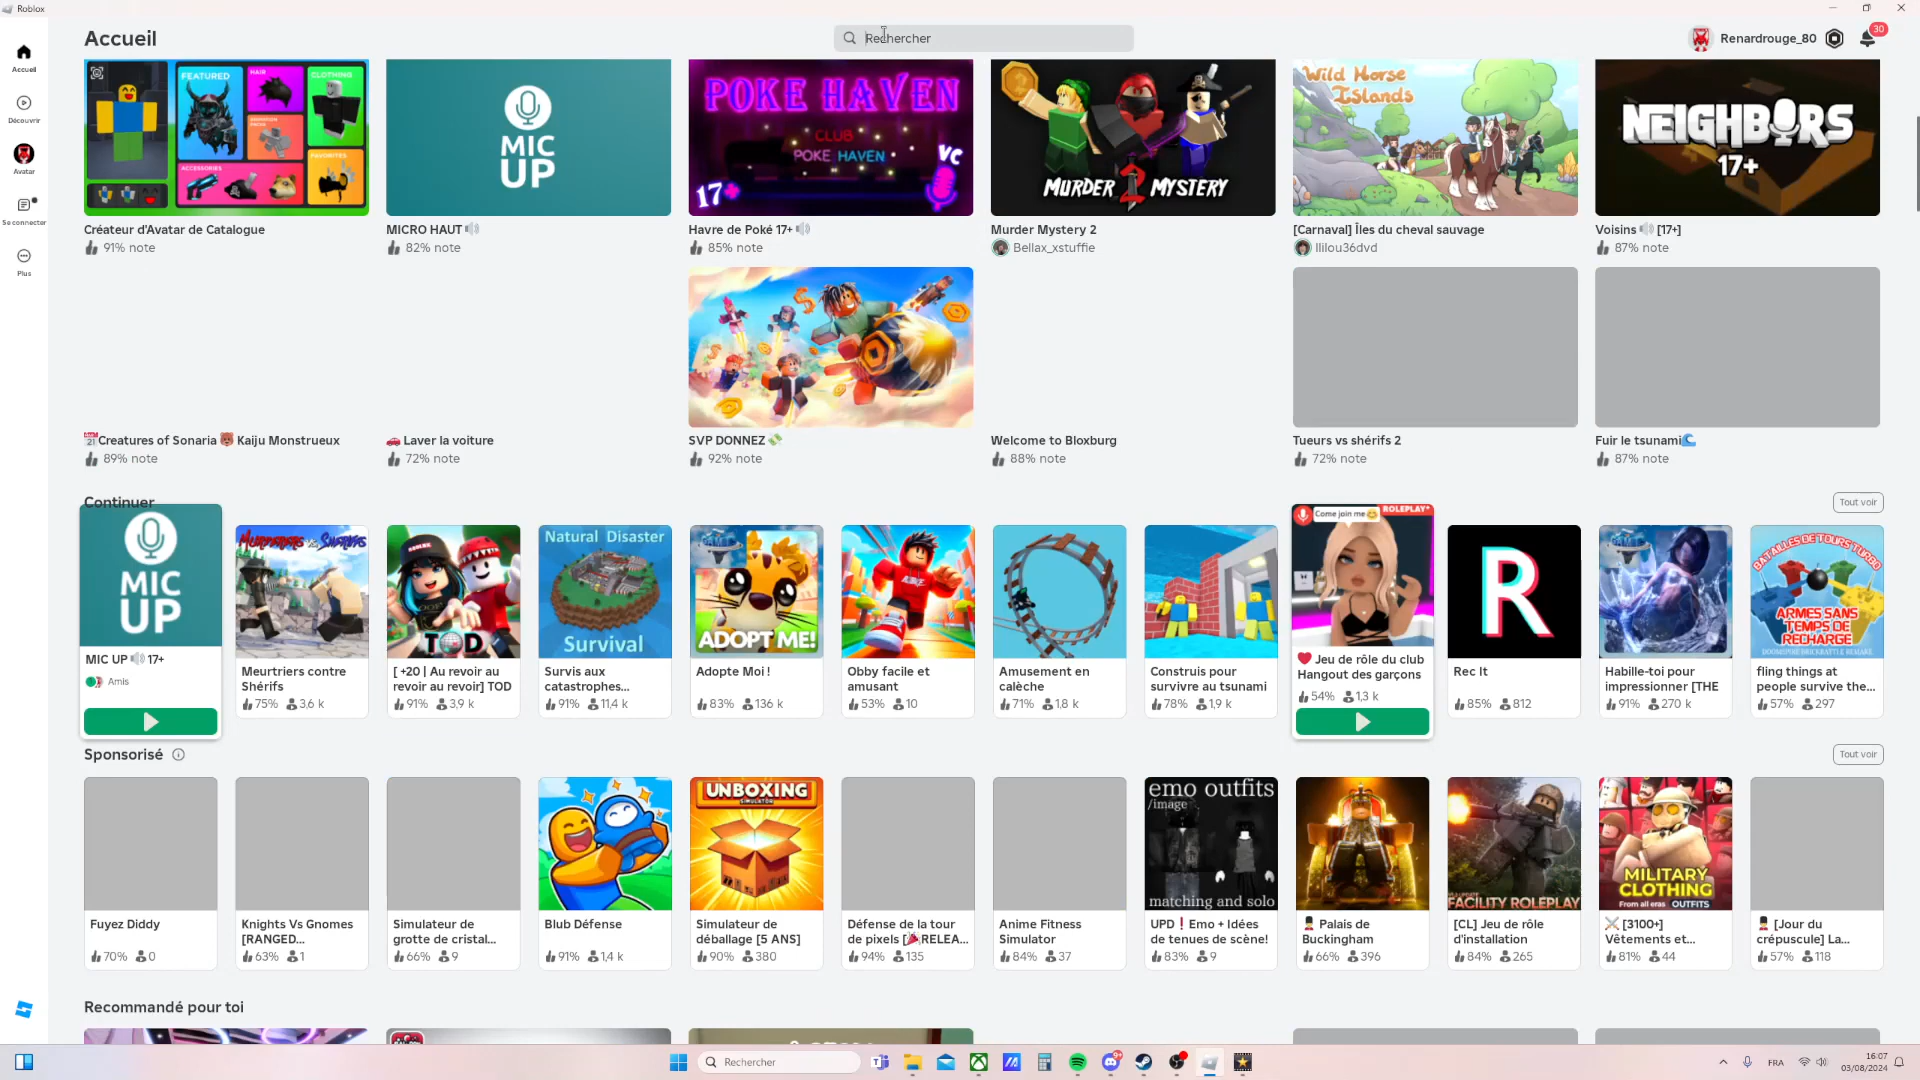 Roblox
Accueil
Rechercher
Renardrouge_80
30
Accueil
Découvrir
Avatar
Se connecter
Plus
FEATURED
HAIR
CLOTHING
ACCESSORIES
FAVORITES
MIC
UP
POKE HAVEN
CLUB
POKE HAVEN
VC
17+
MURDER 2 MYSTERY
Wild Horse
Islands
NEIGHBORS
17+
Créateur d'Avatar de Catalogue
91% note
MICRO HAUT
82% note
Havre de Poké 17+
85% note
Murder Mystery 2
Bellax_xstuffie
[Carnaval] Îles du cheval sauvage
llilou36dvd
Voisins [17+]
87% note
Creatures of Sonaria Kaiju Monstrueux
89% note
Laver la voiture
72% note
SVP DONNEZ
92% note
Welcome to Bloxburg
88% note
Tueurs vs shérifs 2
72% note
Fuir le tsunami
87% note
Continuer
Tout voir
MIC
UP
MIC UP 17+
Amis
MURDERERS VS SHERIFFS
Meurtriers contre
Shérifs
75% 3,6 k
TOD
[ +20 | Au revoir au
revoir au revoir] TOD
91% 3,9 k
Natural Disaster
Survival
Survis aux
catastrophes...
91% 11,4 k
ADOPT ME!
Adopte Moi !
83% 136 k
Obby facile et
amusant
53% 10
Amusement en
calèche
71% 1,8 k
Construis pour
survivre au tsunami
78% 1,9 k
Come join me
ROLEPLAY
Jeu de rôle du club
Hangout des garçons
54% 1,3 k
R
Rec It
85% 812
Habille-toi pour
impressionner [THE
91% 270 k
BATAILLES DE TOURS TURBO
ARMES SANS
TEMPS DE
RECHARGE
fling things at
people survive the...
57% 297
Sponsorisé
Tout voir
Fuyez Diddy
70% 0
Knights Vs Gnomes
[RANGED...
63% 1
Simulateur de
grotte de cristal...
66% 9
Blub Défense
91% 1,4 k
UNBOXING
SIMULATOR
Simulateur de
déballage [5 ANS]
90% 380
Défense de la tour
de pixels [RELEA...
94% 135
Anime Fitness
Simulator
84% 37
emo outfits
/image
matching and solo
UPD ! Emo + Idées
de tenues de scène!
83% 9
Palais de
Buckingham
66% 396
FACILITY ROLEPLAY
[CL] Jeu de rôle
d'installation
84% 265
MILITARY
CLOTHING
From all eras OUTFITS
[3100+]
Vêtements et...
81% 44
[Jour du
crépuscule] La...
57% 118
Recommandé pour toi
Rechercher
FRA
16:07
03/08/2024